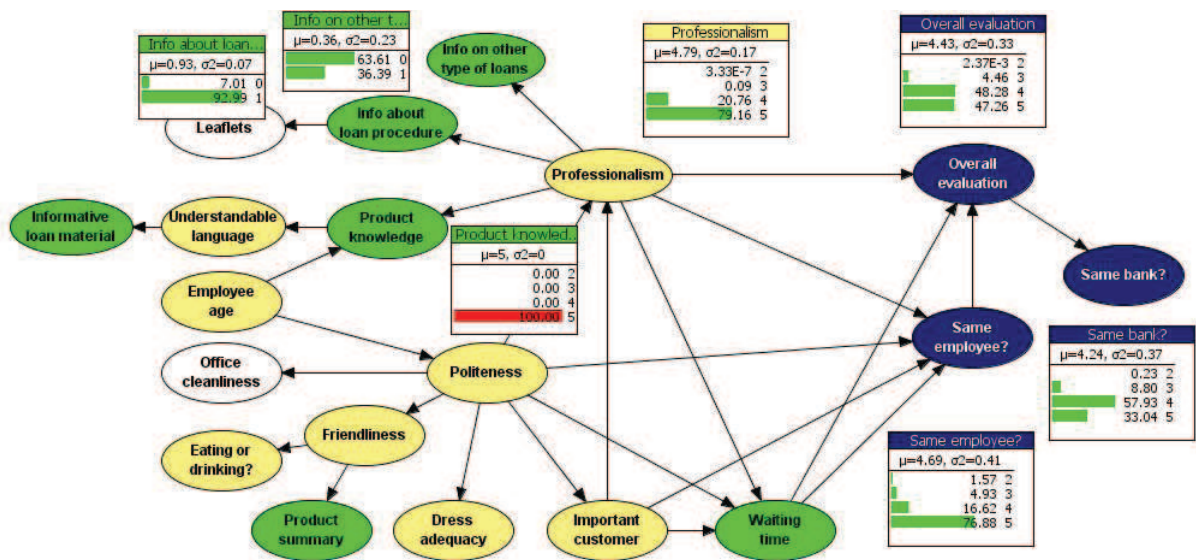 Info about loan...
μ=0.93, σ2=0.07
7.01 0
92.99 1
Info on other t...
μ=0.36, σ2=0.23
63.61 0
36.39 1
Info on other
type of loans
Professionalism
μ=4.79, σ2=0.17
3.33E-7 2
0.09 3
20.76 4
79.16 5
Overall evaluation
μ=4.43, σ2=0.33
2.37E-3 2
4.46 3
48.28 4
47.26 5
Leaflets
Info about
loan procedure
Professionalism
Overall
evaluation
Informative
loan material
Understandable
language
Product
knowledge
Product knowled...
μ=5, σ2=0
0.00 2
0.00 3
0.00 4
100.00 5
Same bank?
Employee
age
Same
employee?
Office
cleanliness
Politeness
Same bank?
μ=4.24, σ2=0.37
0.23 2
8.80 3
57.93 4
33.04 5
Friendliness
Eating or
drinking?
Same employee?
μ=4.69, σ2=0.41
1.57 2
4.93 3
16.62 4
76.88 5
Product
summary
Dress
adequacy
Important
customer
Waiting
time